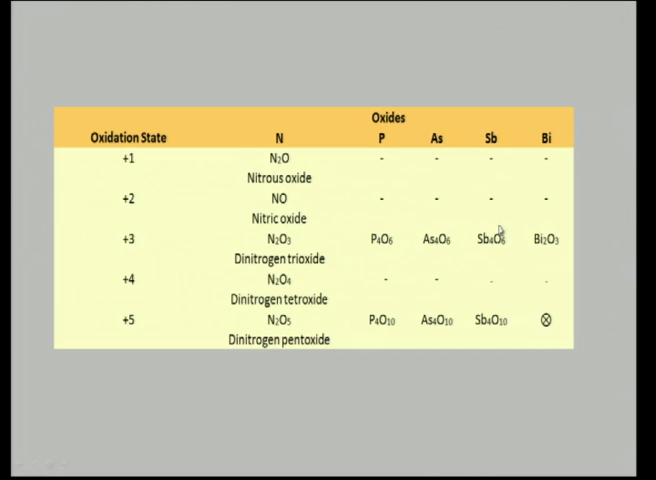 Oxides
Oxidation State N P As Sb Bi
+1 N₂O - - - -
Nitrous oxide
+2 NO - - - -
Nitric oxide
+3 N₂O₃ P₄O₆ As₄O₆ Sb₄O₆ Bi₂O₃
Dinitrogen trioxide
+4 N₂O₄ - - - -
Dinitrogen tetroxide
+5 N₂O₅ P₄O₁₀ As₄O₁₀ Sb₄O₁₀ ⊗
Dinitrogen pentoxide